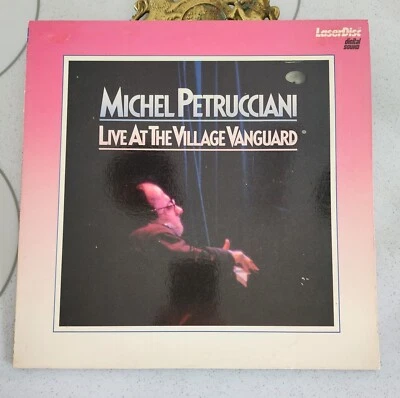 LaserDisc
digital
sound
MICHEL PETRUCCIANI
LIVE AT THE VILLAGE VANGUARD